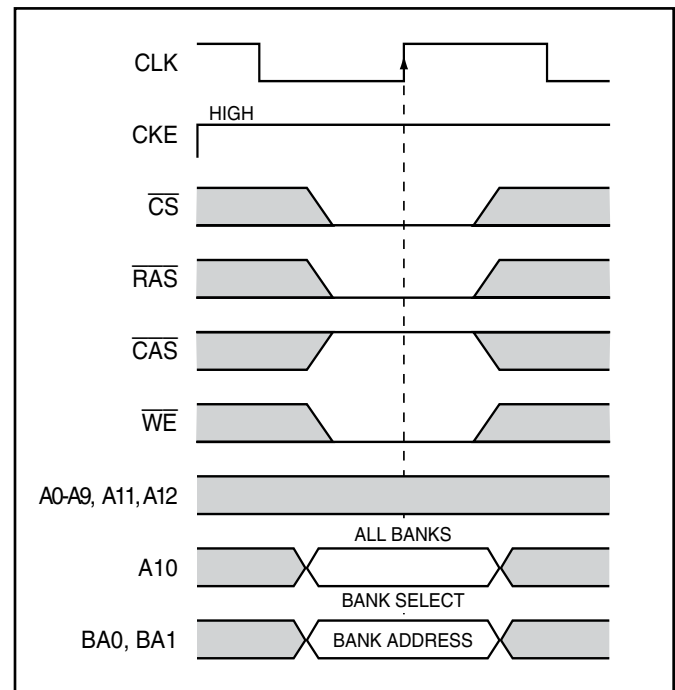 CLK
HIGH
CKE
CS
RAS
CAS
WE
A0-A9, A11, A12
ALL BANKS
A10
BANK SELECT
BA0, BA1
BANK ADDRESS